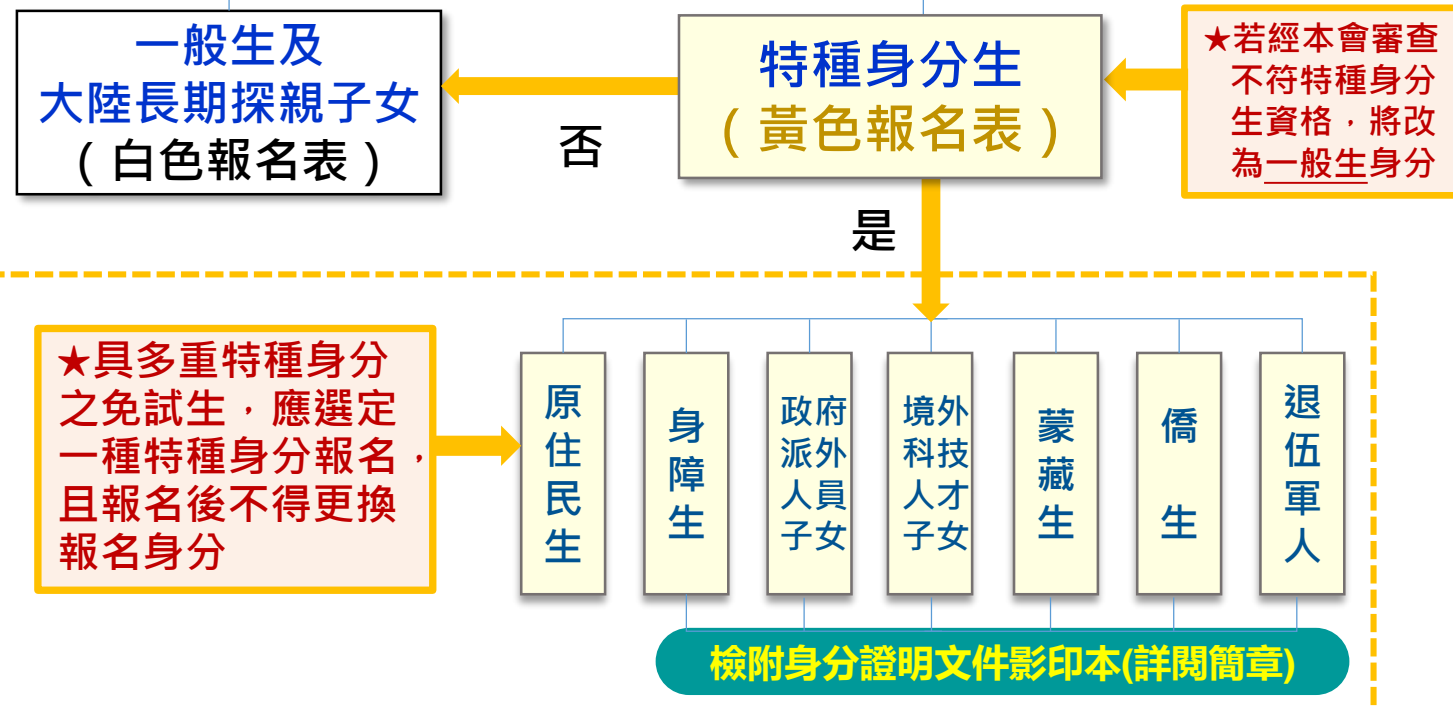 一般生及
大陸長期探親子女
(白色報名表)
否
特種身分生
(黃色報名表)
★若經本會審查
不符特種身分
生資格，將改
為一般生身分
是
★具多重特種身分
之免試生，應選定
一種特種身分報名，
且報名後不得更換
報名身分
原住民生
身障生
政府派外人員子女
境外科技人才子女
蒙藏生
僑生
退伍軍人
檢附身分證明文件影印本(詳閱簡章)